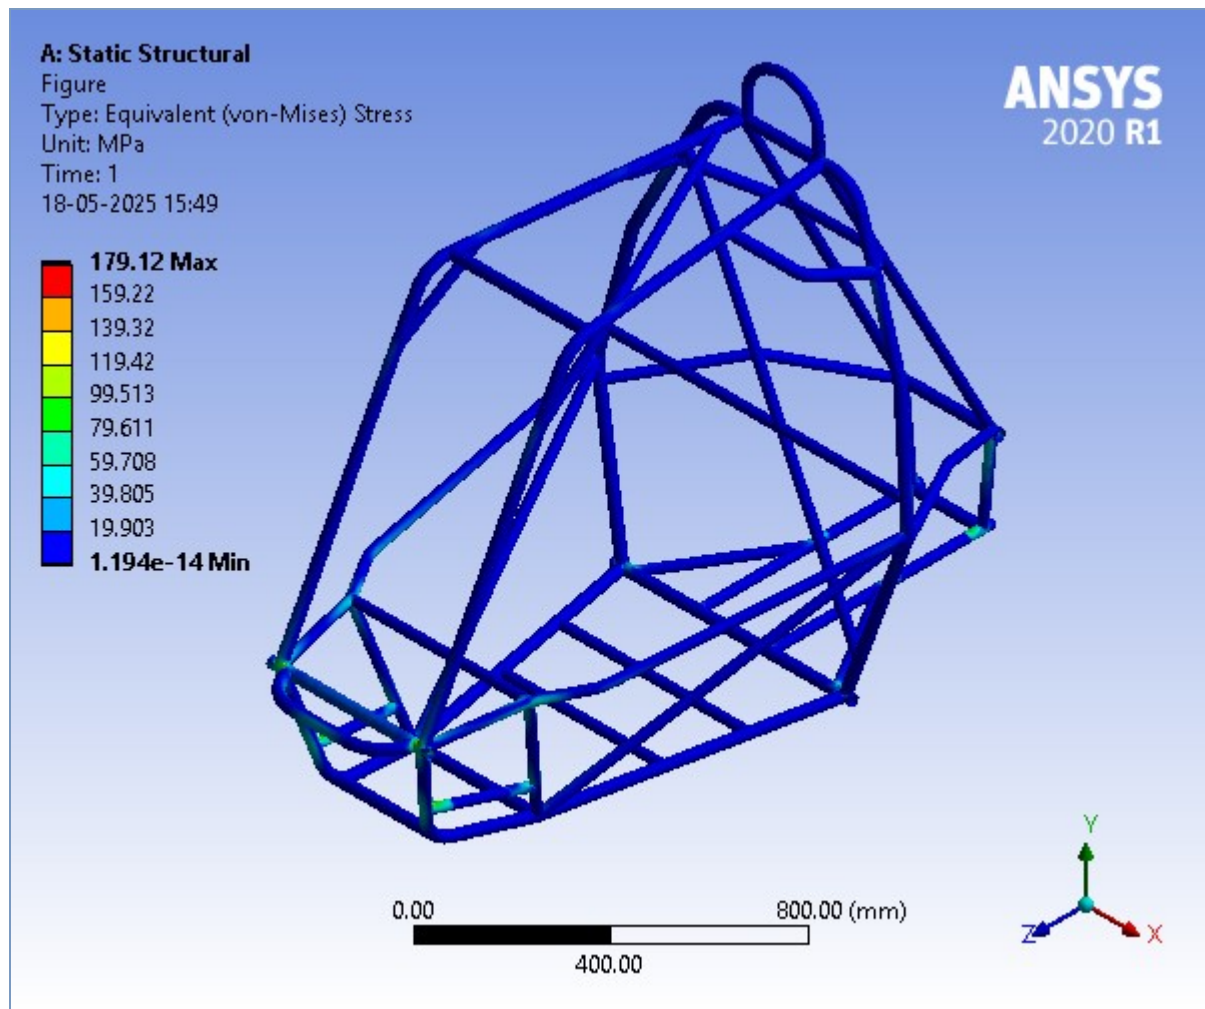 A: Static Structural
Figure
Type: Equivalent (von-Mises) Stress
Unit: MPa
Time: 1
18-05-2025 15:49
ANSYS
2020 R1
179.12 Max
159.22
139.32
119.42
99.513
79.611
59.708
39.805
19.903
1.194e-14 Min
0.00
800.00 (mm)
400.00
Y
Z
X